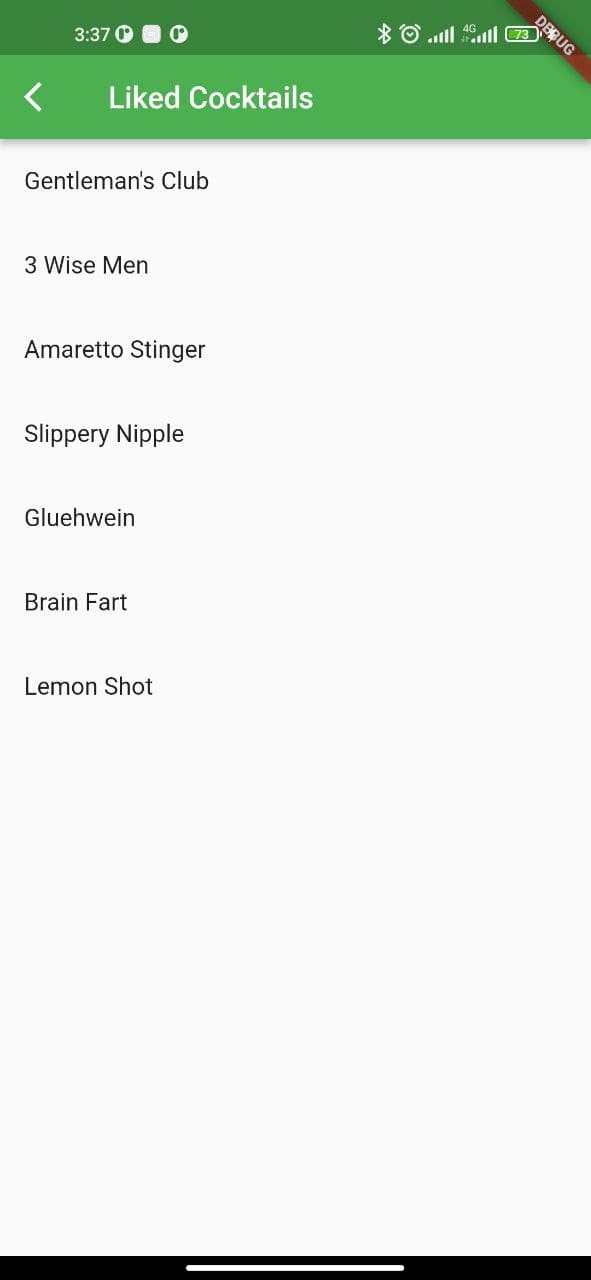 3:37
4G
73
DEBUG
Liked Cocktails
Gentleman's Club
3 Wise Men
Amaretto Stinger
Slippery Nipple
Gluehwein
Brain Fart
Lemon Shot